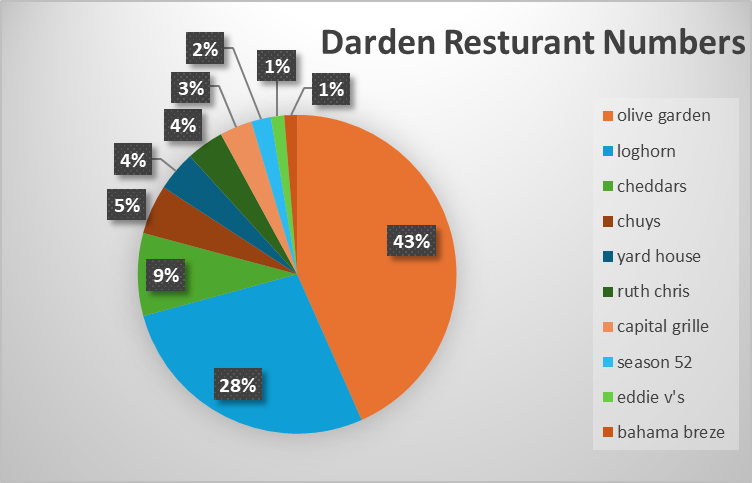 Darden Resturant Numbers
2%
1%
1%
3%
4%
4%
5%
9%
43%
28%
olive garden
loghorn
cheddars
chuys
yard house
ruth chris
capital grille
season 52
eddie v's
bahama breze